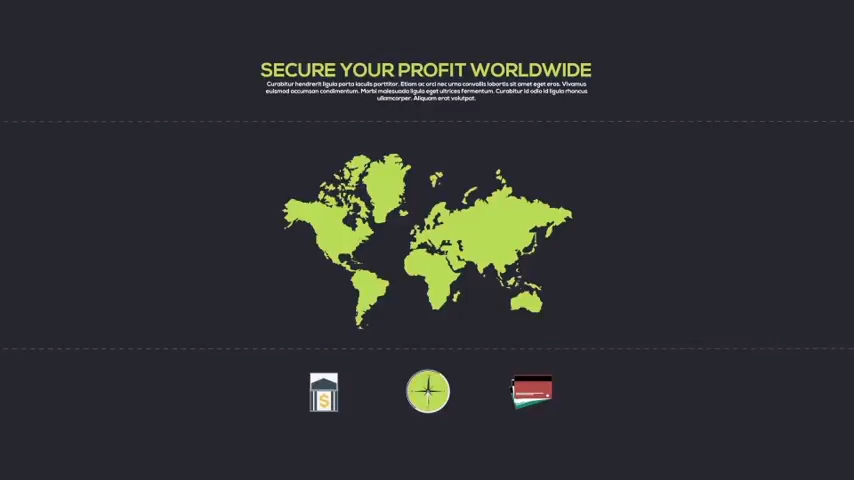 SECURE YOUR PROFIT WORLDWIDE
Curabitur hendrerit ligula porta iaculis porttitor. Etiam ac orci nec urna convallis lobortis sit amet eget eros. Vivamus
euismod accumsan condimentum. Morbi malesuada ligula eget ultrices fermentum. Curabitur id odio id ligula rhoncus
ullamcorper. Aliquam erat volutpat.
$